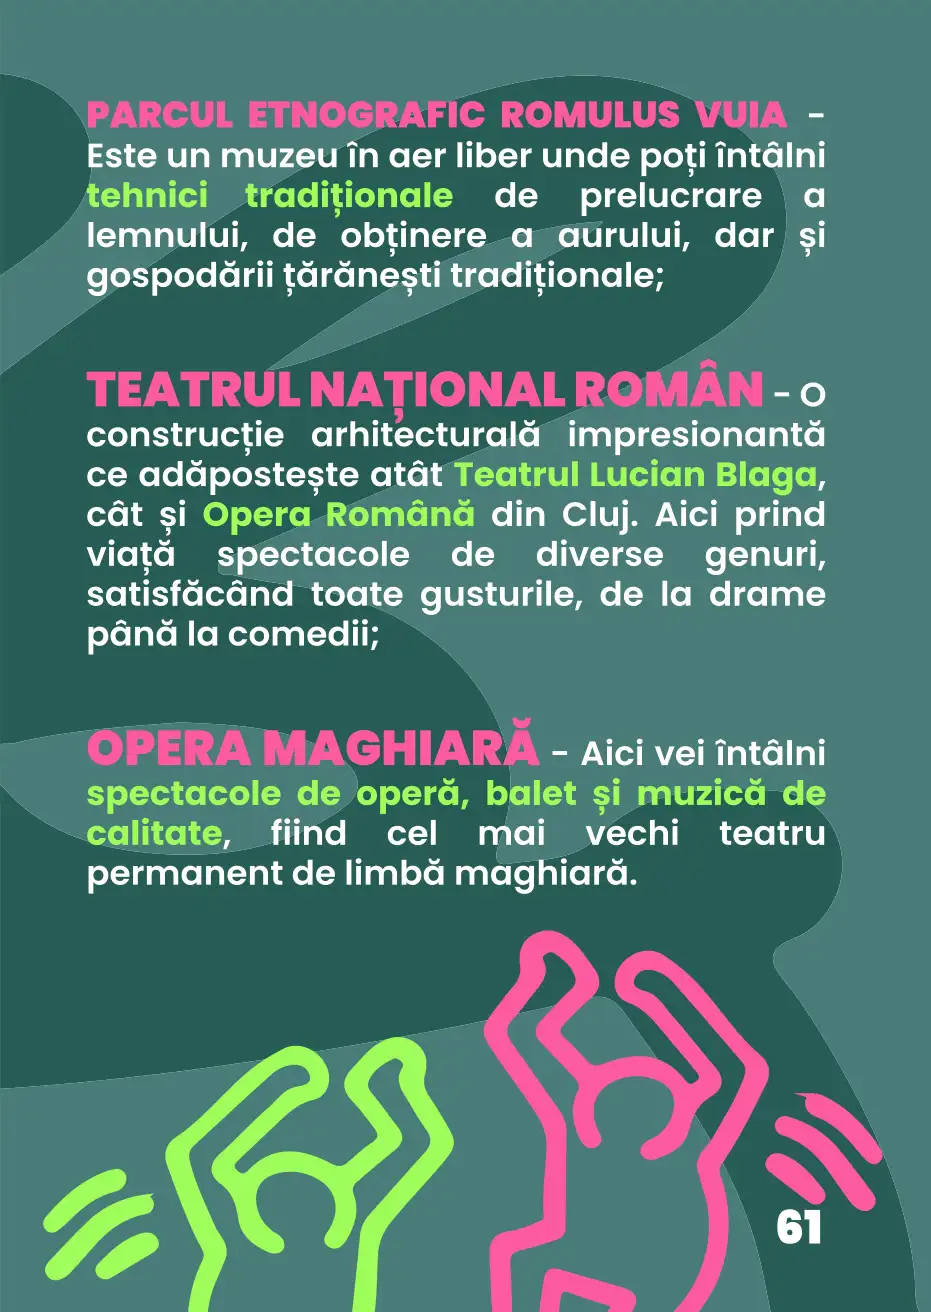 PARCUL ETNOGRAFIC ROMULUS VUIA -
Este un muzeu în aer liber unde poți întâlni
tehnici tradiționale de prelucrare a
lemnului, de obținere a aurului, dar și
gospodării țărănești tradiționale;
TEATRUL NAȚIONAL ROMÂN - O
construcție arhitecturală impresionantă
ce adăpostește atât Teatrul Lucian Blaga,
cât și Opera Română din Cluj. Aici prind
viață spectacole de diverse genuri,
satisfăcând toate gusturile, de la drame
până la comedii;
OPERA MAGHIARĂ - Aici vei întâlni
spectacole de operă, balet și muzică de
calitate, fiind cel mai vechi teatru
permanent de limbă maghiară.
61